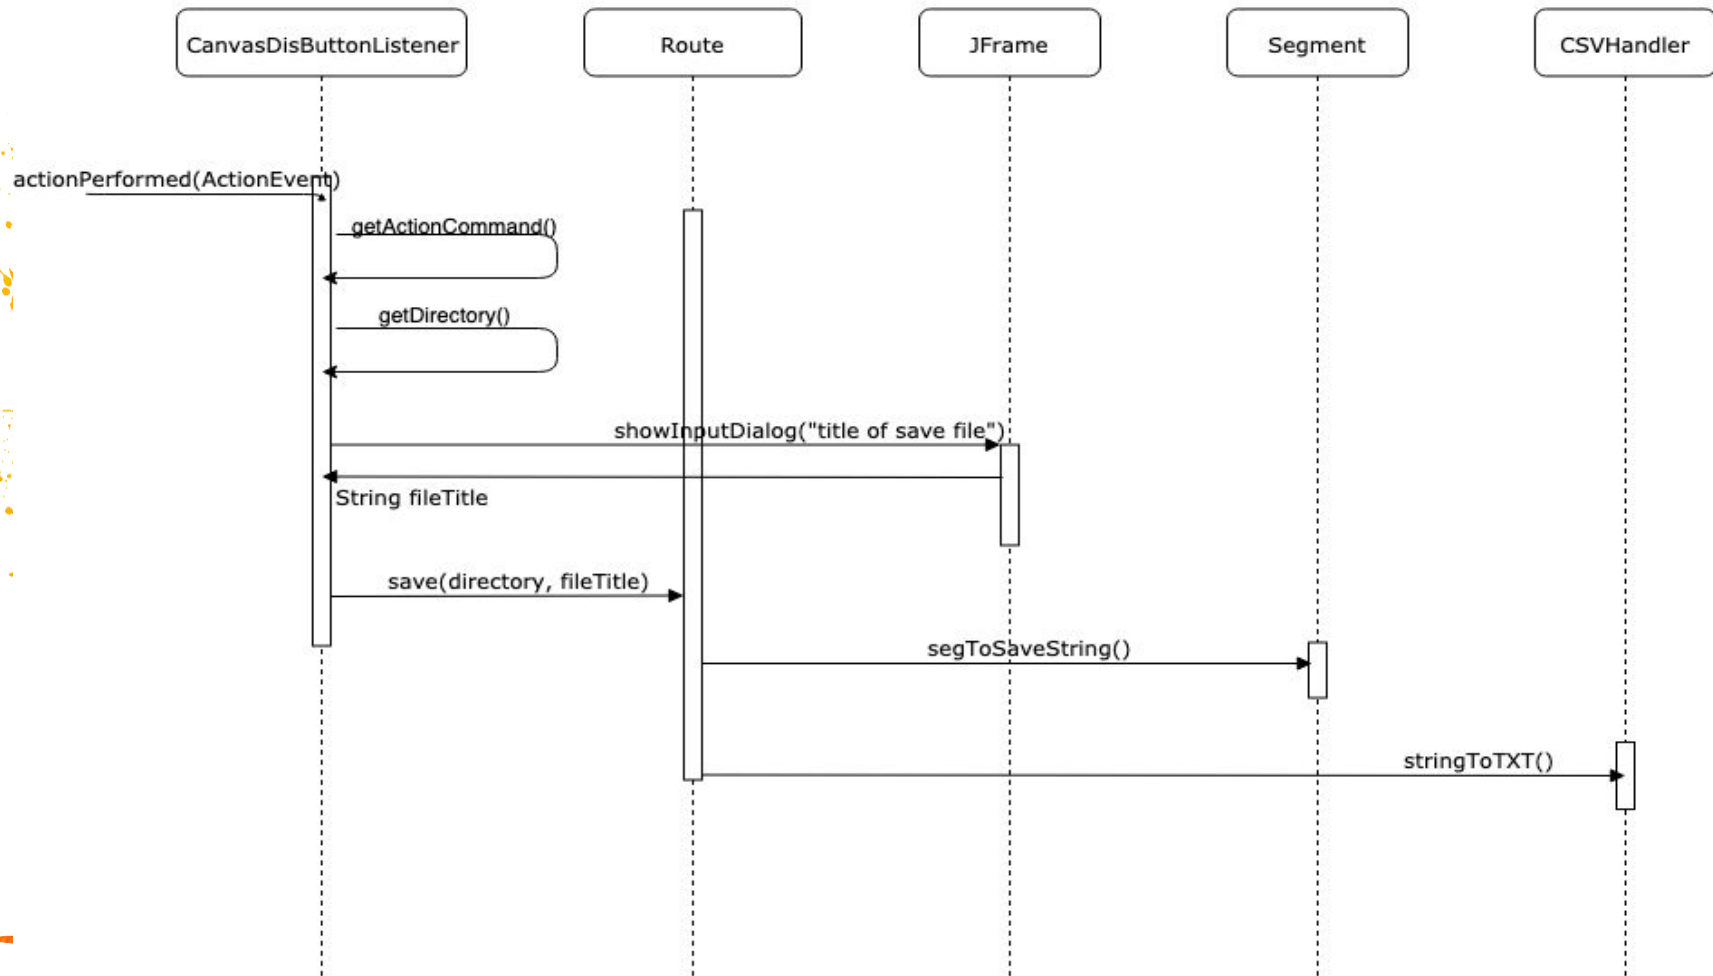 CanvasDisButtonListener
Route
JFrame
Segment
CSVHandler
actionPerformed(ActionEvent)
getActionCommand()
getDirectory()
showInputDialog("title of save file")
String fileTitle
save(directory, fileTitle)
segToSaveString()
stringToTXT()